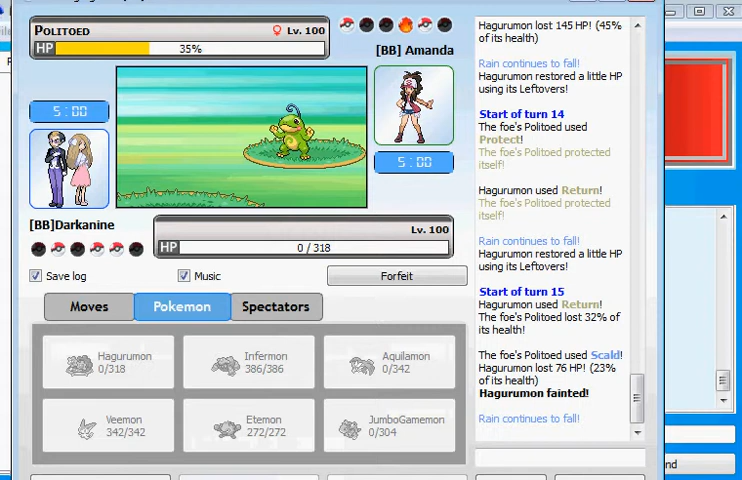 POLITOED
Lv. 100
HP
35%
[BB] Amanda
5:00
5:00
[BB]Darkanine
Lv. 100
HP
0 / 318
Save log
Music
Forfeit
Moves
Pokemon
Spectators
Hagurumon
0/318
Infermon
386/386
Aquilamon
0/342
Veemon
342/342
Etemon
272/272
JumboGamemon
0/304
Hagurumon lost 145 HP! (45%
of its health)
Rain continues to fall!
Hagurumon restored a little HP
using its Leftovers!
Start of turn 14
The foe's Politoed used
Protect!
The foe's Politoed protected
itself!
Hagurumon used Return!
The foe's Politoed protected
itself!
Rain continues to fall!
Hagurumon restored a little HP
using its Leftovers!
Start of turn 15
Hagurumon used Return!
The foe's Politoed lost 32% of
its health!
The foe's Politoed used Scald!
Hagurumon lost 76 HP! (23%
of its health)
Hagurumon fainted!
Rain continues to fall!
nd